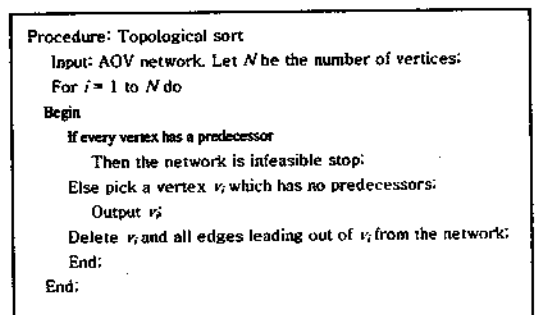 Procedure: Topological sort
Input: AOV network. Let N be the number of vertices;
For i = 1 to N do
Begin
If every vertex has a predecessor
Then the network is infeasible stop;
Else pick a vertex vᵢ which has no predecessors;
Output vᵢ;
Delete vᵢ and all edges leading out of vᵢ from the network;
End;
End;